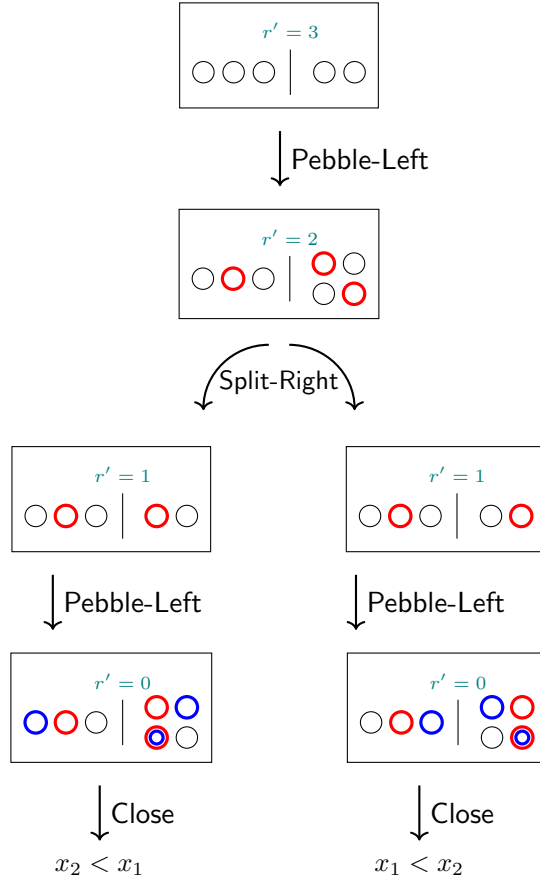 r′ = 3
Pebble-Left
r′ = 2
Split-Right
r′ = 1
r′ = 1
Pebble-Left
Pebble-Left
r′ = 0
r′ = 0
Close
Close
x₂ < x₁
x₁ < x₂